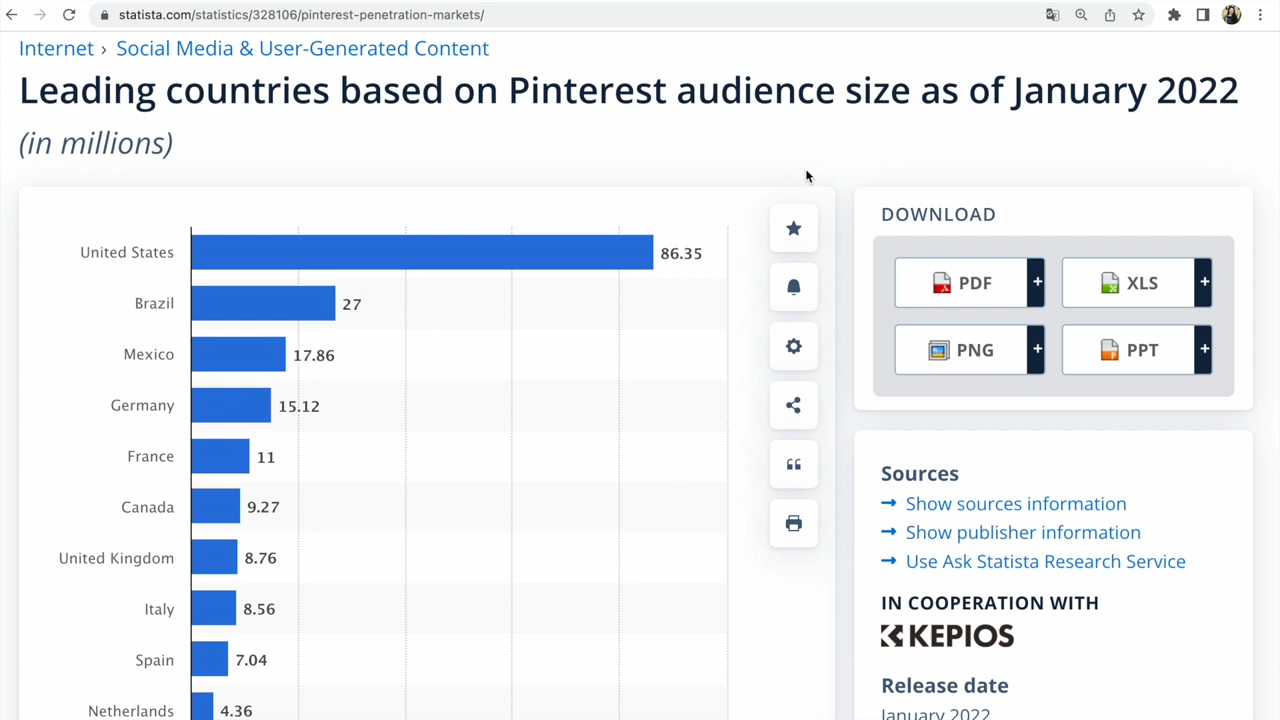 statista.com/statistics/328106/pinterest-penetration-markets/
Internet › Social Media & User-Generated Content
Leading countries based on Pinterest audience size as of January 2022
(in millions)
United States 86.35
Brazil 27
Mexico 17.86
Germany 15.12
France 11
Canada 9.27
United Kingdom 8.76
Italy 8.56
Spain 7.04
Netherlands 4.36
DOWNLOAD
PDF + XLS +
PNG + PPT +
Sources
→ Show sources information
→ Show publisher information
→ Use Ask Statista Research Service
IN COOPERATION WITH
KEPIOS
Release date
January 2022